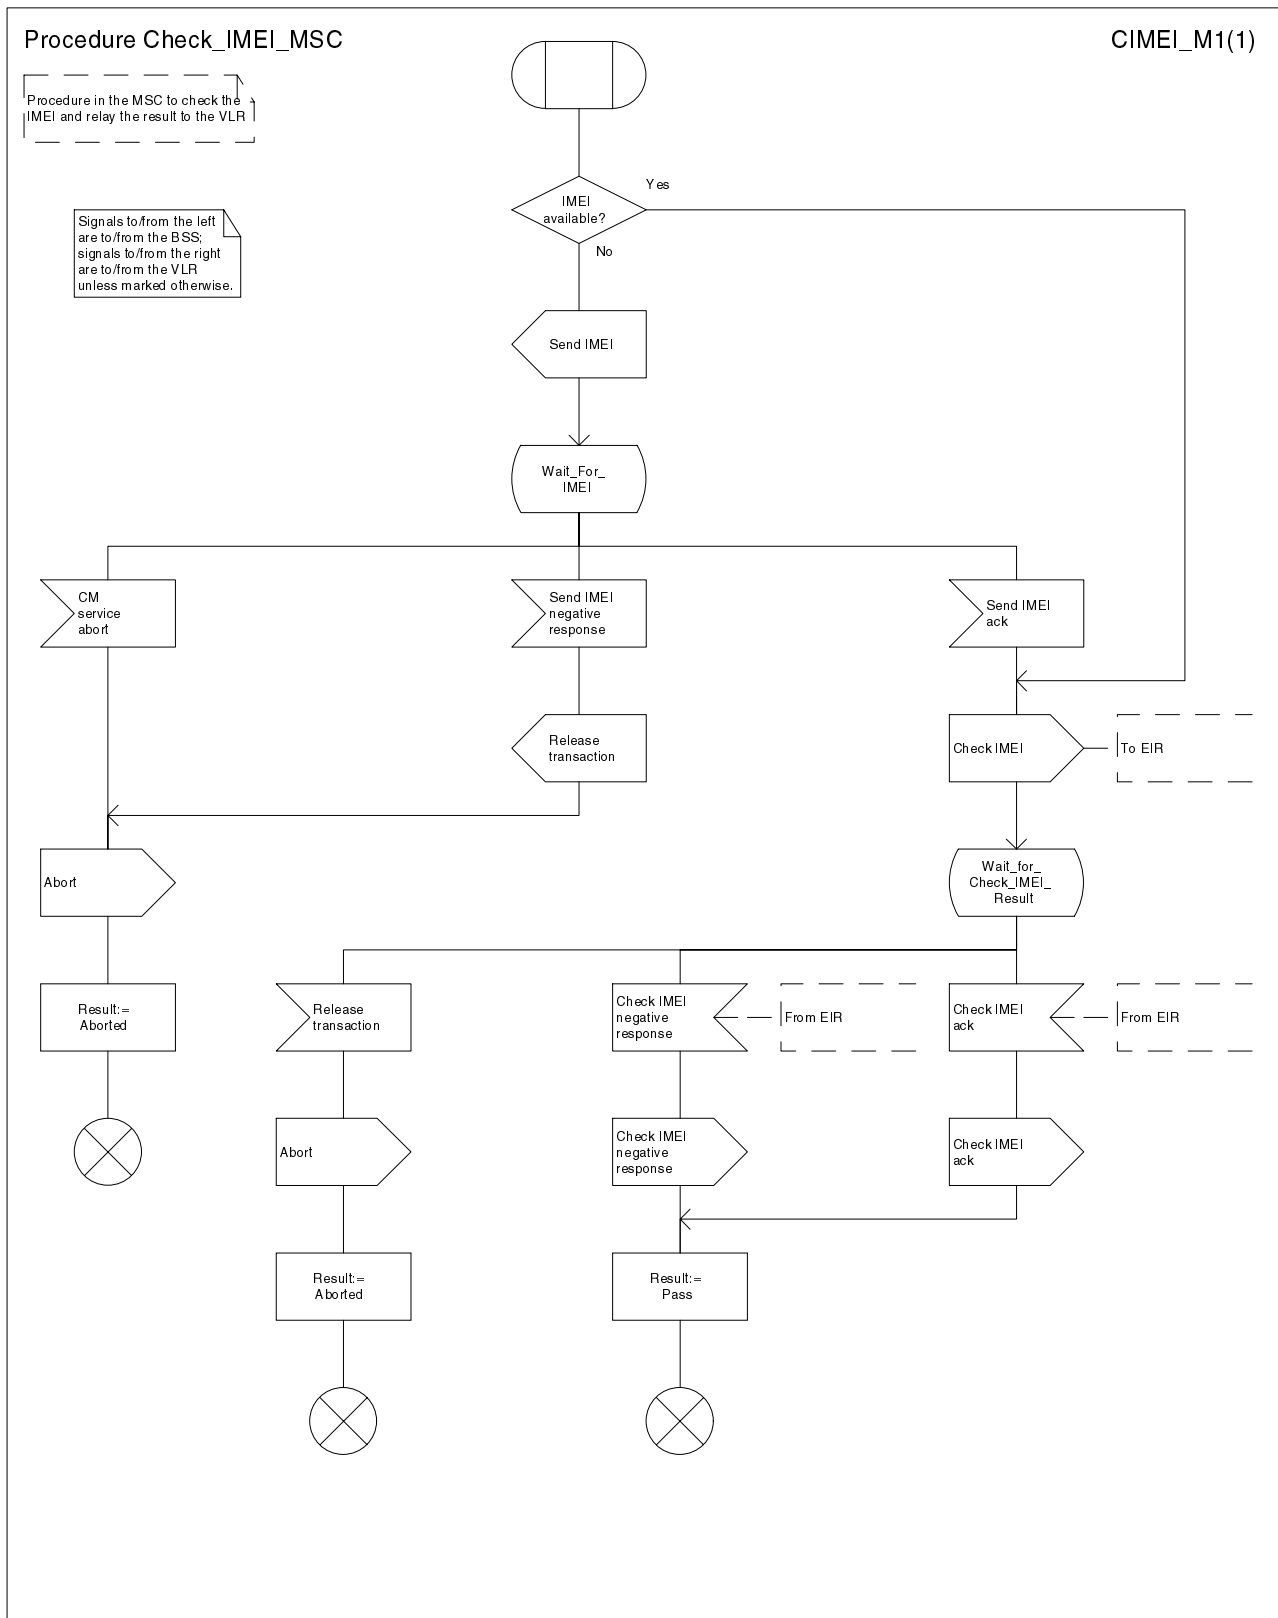 Procedure Check_IMEI_MSC
CIMEI_M1(1)
Procedure in the MSC to check the
IMEI and relay the result to the VLR
Signals to/from the left
are to/from the BSS;
signals to/from the right
are to/from the VLR
unless marked otherwise.
IMEI
available?
Yes
No
Send IMEI
Wait_For_
IMEI
CM
service
abort
Send IMEI
negative
response
Send IMEI
ack
Release
transaction
Check IMEI
To EIR
Abort
Wait_for_
Check_IMEI_
Result
Result:=
Aborted
Release
transaction
Check IMEI
negative
response
From EIR
Check IMEI
ack
From EIR
Abort
Check IMEI
negative
response
Check IMEI
ack
Result:=
Aborted
Result:=
Pass